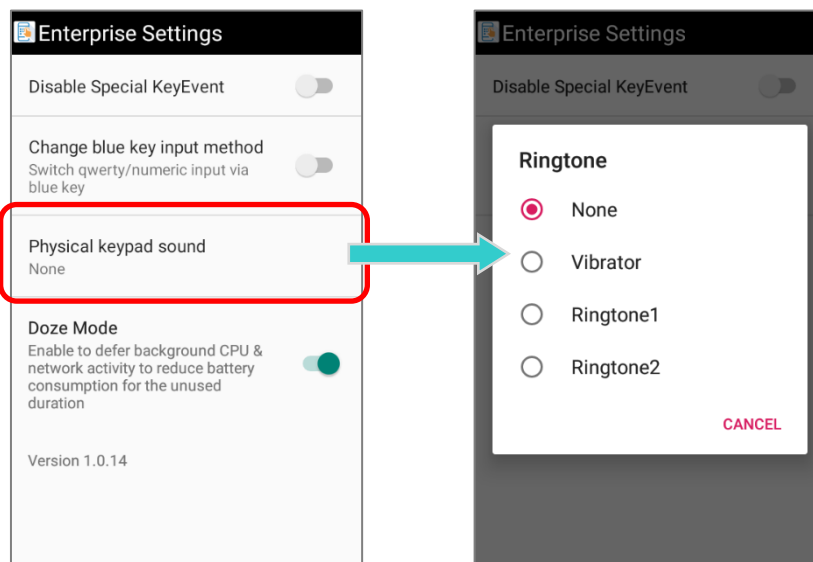 Enterprise Settings
Disable Special KeyEvent
Change blue key input method
Switch qwerty/numeric input via
blue key
Physical keypad sound
None
Doze Mode
Enable to defer background CPU &
network activity to reduce battery
consumption for the unused
duration
Version 1.0.14
Enterprise Settings
Disable Special KeyEvent
Ringtone
None
Vibrator
Ringtone1
Ringtone2
CANCEL